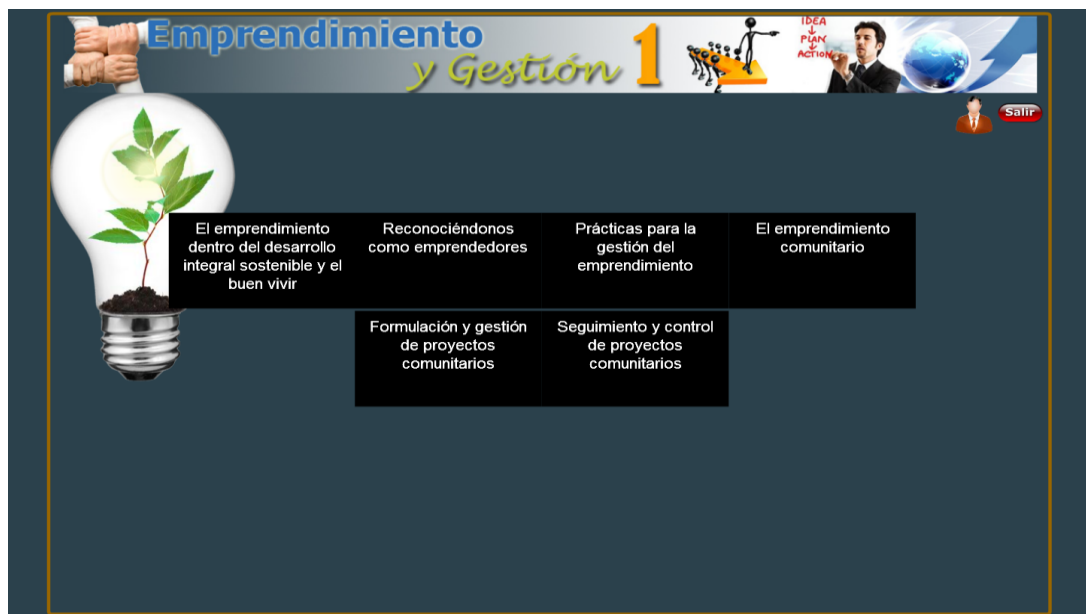 Emprendimiento
y Gestión 1
IDEA
PLAN
ACTION
Salir
El emprendimiento
dentro del desarrollo
integral sostenible y el
buen vivir
Reconociéndonos
como emprendedores
Prácticas para la
gestión del
emprendimiento
El emprendimiento
comunitario
Formulación y gestión
de proyectos
comunitarios
Seguimiento y control
de proyectos
comunitarios